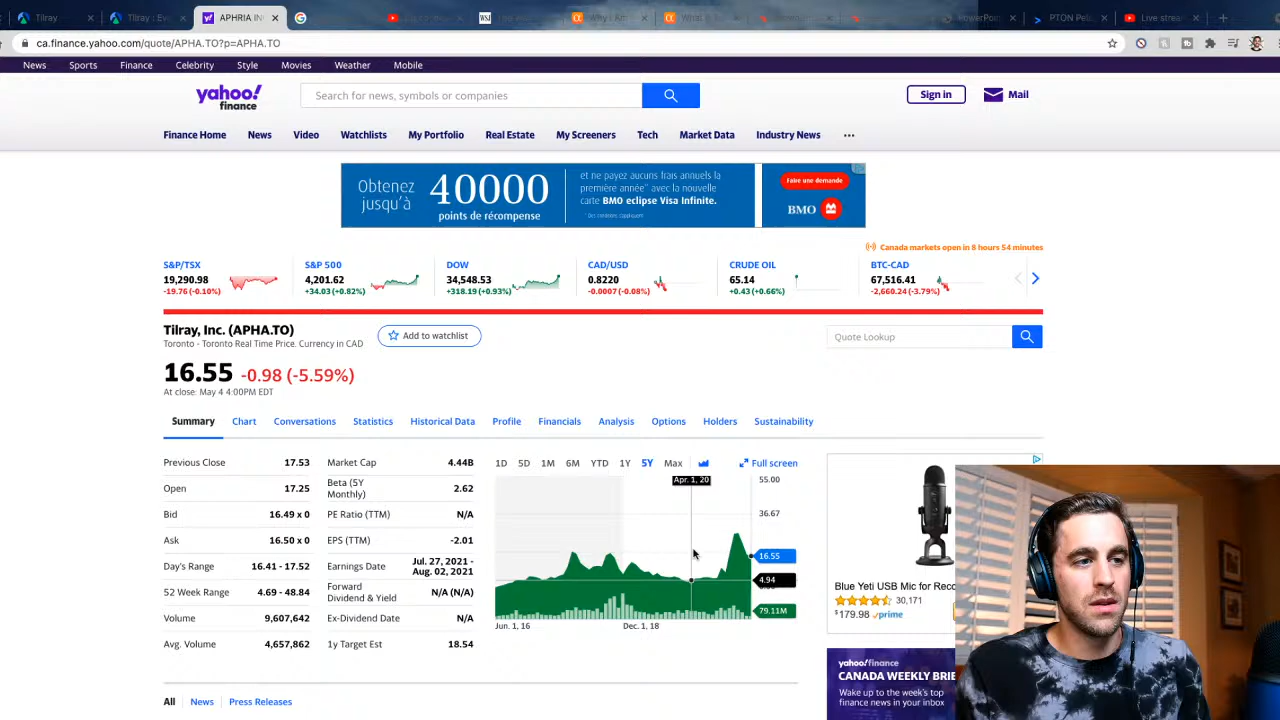 Tilray
Tilray : Eve
APHRIA IN
PTON Pel
Live strea
ca.finance.yahoo.com/quote/APHA.TO?p=APHA.TO
News Sports Finance Celebrity Style Movies Weather Mobile
yahoo!
finance
Search for news, symbols or companies
Sign in
Mail
Finance Home News Video Watchlists My Portfolio Real Estate My Screeners Tech Market Data Industry News ...
Obtenez
jusqu'à
40000
points de récompense
et ne payez aucuns frais annuels la
première année* avec la nouvelle
carte BMO eclipse Visa Infinite.
Faire une demande
BMO
Canada markets open in 8 hours 54 minutes
S&P/TSX S&P 500 DOW CAD/USD CRUDE OIL BTC-CAD
19,290.98 4,201.62 34,548.53 0.8220 65.14 67,516.41
-19.76 (-0.10%) +34.03 (+0.82%) +318.19 (+0.93%) -0.0007 (-0.08%) +0.43 (+0.66%) -2,660.24 (-3.79%)
Tilray, Inc. (APHA.TO)
Toronto - Toronto Real Time Price. Currency in CAD
Add to watchlist
Quote Lookup
16.55 -0.98 (-5.59%)
At close: May 4 4:00PM EDT
Summary Chart Conversations Statistics Historical Data Profile Financials Analysis Options Holders Sustainability
Previous Close 17.53
Open 17.25
Bid 16.49 x 0
Ask 16.50 x 0
Day's Range 16.41 - 17.52
52 Week Range 4.69 - 48.84
Volume 9,607,642
Avg. Volume 4,657,862
Market Cap 4.44B
Beta (5Y
Monthly) 2.62
PE Ratio (TTM) N/A
EPS (TTM) -2.01
Earnings Date Jul. 27, 2021 -
Aug. 02, 2021
Forward
Dividend & Yield N/A (N/A)
Ex-Dividend Date N/A
1y Target Est 18.54
1D 5D 1M 6M YTD 1Y 5Y Max Full screen
Apr. 1, 20
55.00
36.67
16.55
4.94
79.11M
Jun. 1, 16 Dec. 1, 18
Blue Yeti USB Mic for Reco
30,171
$179.98 prime
yahoo!finance
CANADA WEEKLY BRIE
Wake up to the week's top
finance news in your inbox
All News Press Releases